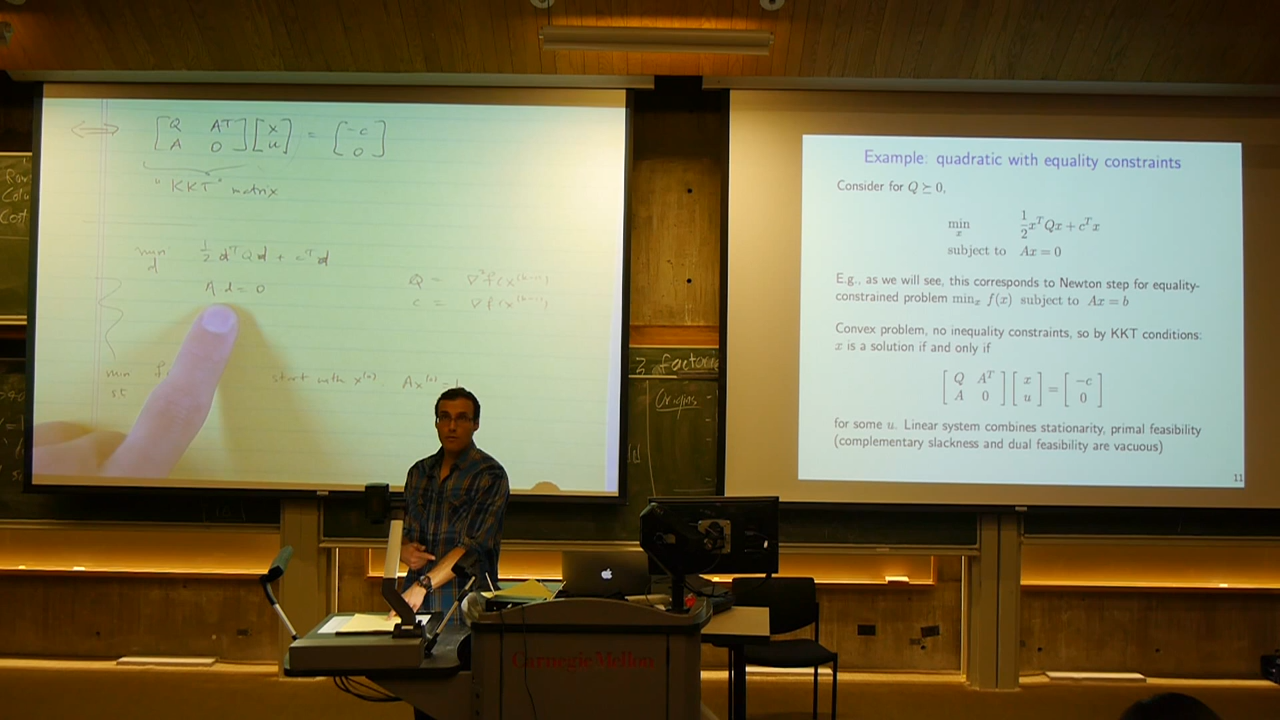 ⟺ [Q Aᵀ; A 0] [x; u] = [-c; 0]
"KKT" matrix
min d ½ dᵀQd + cᵀd
A d = 0
Q = ∇²f(x⁽ᵏ⁻¹⁾)
c = ∇f(x⁽ᵏ⁻¹⁾)
min
st
start with x⁽⁰⁾, Ax⁽⁰⁾ =
Example: quadratic with equality constraints
Consider for Q ⪰ 0,
min x ½xᵀQx + cᵀx
subject to Ax = 0
E.g., as we will see, this corresponds to Newton step for equality-
constrained problem minₓ f(x) subject to Ax = b
Convex problem, no inequality constraints, so by KKT conditions:
x is a solution if and only if
[Q Aᵀ; A 0] [x; u] = [-c; 0]
for some u. Linear system combines stationarity, primal feasibility
(complementary slackness and dual feasibility are vacuous)
11
Origins
Carnegie Mellon